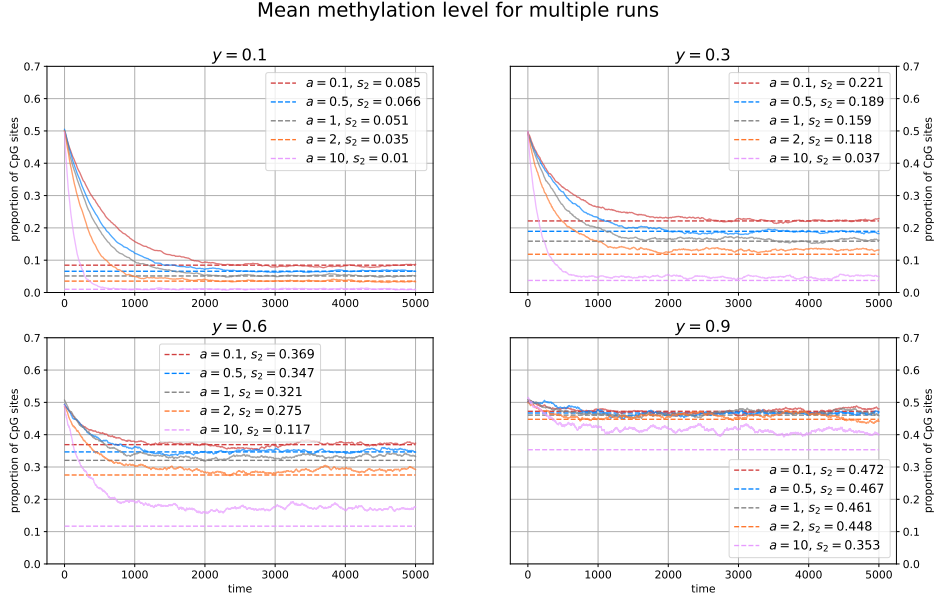 Mean methylation level for multiple runs
y = 0.1
proportion of CpG sites
0.7
0.6
0.5
0.4
0.3
0.2
0.1
0.0
0 1000 2000 3000 4000 5000
a = 0.1, s₂ = 0.085
a = 0.5, s₂ = 0.066
a = 1, s₂ = 0.051
a = 2, s₂ = 0.035
a = 10, s₂ = 0.01
y = 0.3
a = 0.1, s₂ = 0.221
a = 0.5, s₂ = 0.189
a = 1, s₂ = 0.159
a = 2, s₂ = 0.118
a = 10, s₂ = 0.037
0.7
0.6
0.5
0.4
0.3
0.2
0.1
0.0
proportion of CpG sites
0 1000 2000 3000 4000 5000
y = 0.6
proportion of CpG sites
0.7
0.6
0.5
0.4
0.3
0.2
0.1
0.0
a = 0.1, s₂ = 0.369
a = 0.5, s₂ = 0.347
a = 1, s₂ = 0.321
a = 2, s₂ = 0.275
a = 10, s₂ = 0.117
0 1000 2000 3000 4000 5000
time
y = 0.9
0.7
0.6
0.5
0.4
0.3
0.2
0.1
0.0
proportion of CpG sites
a = 0.1, s₂ = 0.472
a = 0.5, s₂ = 0.467
a = 1, s₂ = 0.461
a = 2, s₂ = 0.448
a = 10, s₂ = 0.353
0 1000 2000 3000 4000 5000
time